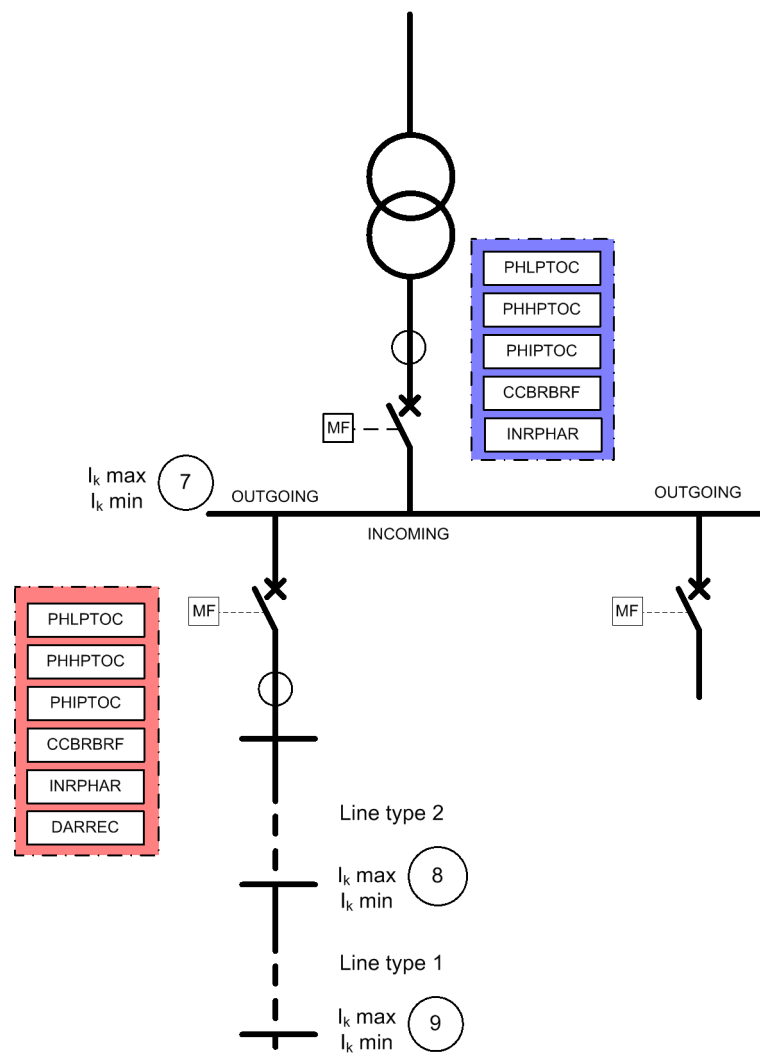 PHLPTOC
PHHPTOC
PHIPTOC
CCBRBRF
INRPHAR
MF
Ik max
Ik min
7
OUTGOING
INCOMING
OUTGOING
PHLPTOC
PHHPTOC
PHIPTOC
CCBRBRF
INRPHAR
DARREC
MF
MF
Line type 2
Ik max
Ik min
8
Line type 1
Ik max
Ik min
9